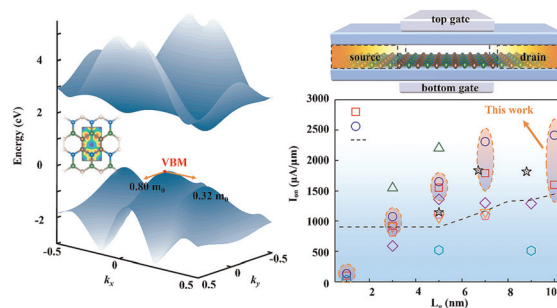 Energy (eV)
4
2
0
-2
VBM
0.80 m0
0.32 m0
-0.5
0
0.5
kx
0.5
0
-0.5
ky
top gate
source
drain
bottom gate
This work
Ion (μA/μm)
3000
2500
2000
1500
1000
500
0
2
4
6
8
10
Lg (nm)